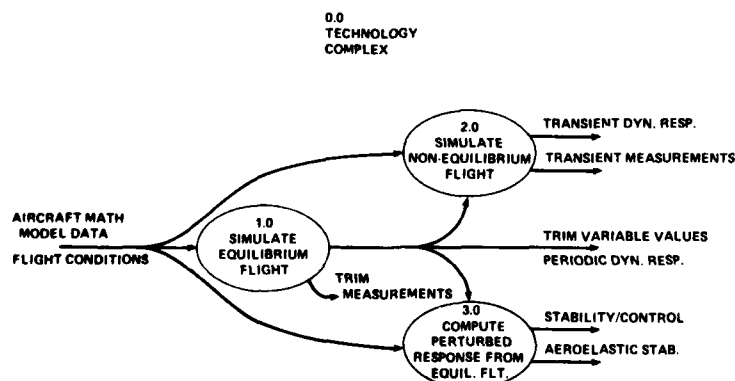 0.0
TECHNOLOGY
COMPLEX
2.0
SIMULATE
NON-EQUILIBRIUM
FLIGHT
TRANSIENT DYN. RESP.
TRANSIENT MEASUREMENTS
AIRCRAFT MATH
MODEL DATA
FLIGHT CONDITIONS
1.0
SIMULATE
EQUILIBRIUM
FLIGHT
TRIM
MEASUREMENTS
TRIM VARIABLE VALUES
PERIODIC DYN. RESP.
3.0
COMPUTE
PERTURBED
RESPONSE FROM
EQUIL. FLT.
STABILITY/CONTROL
AEROELASTIC STAB.